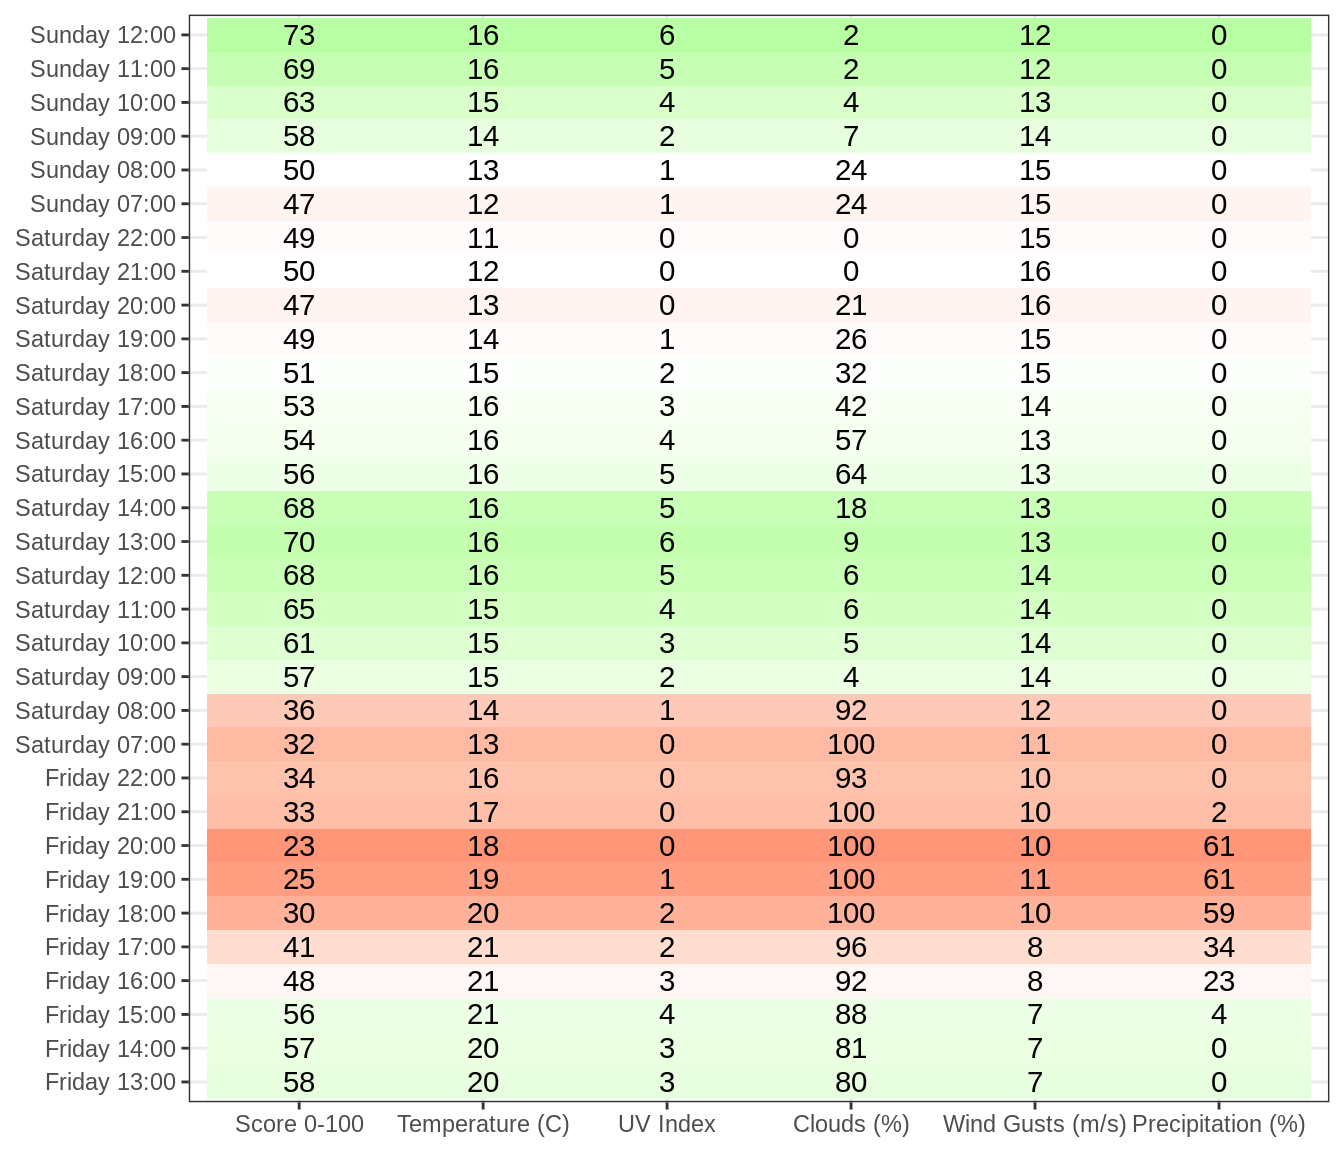 Sunday 12:00 73 16 6 2 12 0
Sunday 11:00 69 16 5 2 12 0
Sunday 10:00 63 15 4 4 13 0
Sunday 09:00 58 14 2 7 14 0
Sunday 08:00 50 13 1 24 15 0
Sunday 07:00 47 12 1 24 15 0
Saturday 22:00 49 11 0 0 15 0
Saturday 21:00 50 12 0 0 16 0
Saturday 20:00 47 13 0 21 16 0
Saturday 19:00 49 14 1 26 15 0
Saturday 18:00 51 15 2 32 15 0
Saturday 17:00 53 16 3 42 14 0
Saturday 16:00 54 16 4 57 13 0
Saturday 15:00 56 16 5 64 13 0
Saturday 14:00 68 16 5 18 13 0
Saturday 13:00 70 16 6 9 13 0
Saturday 12:00 68 16 5 6 14 0
Saturday 11:00 65 15 4 6 14 0
Saturday 10:00 61 15 3 5 14 0
Saturday 09:00 57 15 2 4 14 0
Saturday 08:00 36 14 1 92 12 0
Saturday 07:00 32 13 0 100 11 0
Friday 22:00 34 16 0 93 10 0
Friday 21:00 33 17 0 100 10 2
Friday 20:00 23 18 0 100 10 61
Friday 19:00 25 19 1 100 11 61
Friday 18:00 30 20 2 100 10 59
Friday 17:00 41 21 2 96 8 34
Friday 16:00 48 21 3 92 8 23
Friday 15:00 56 21 4 88 7 4
Friday 14:00 57 20 3 81 7 0
Friday 13:00 58 20 3 80 7 0
Score 0-100 Temperature (C) UV Index Clouds (%) Wind Gusts (m/s) Precipitation (%)